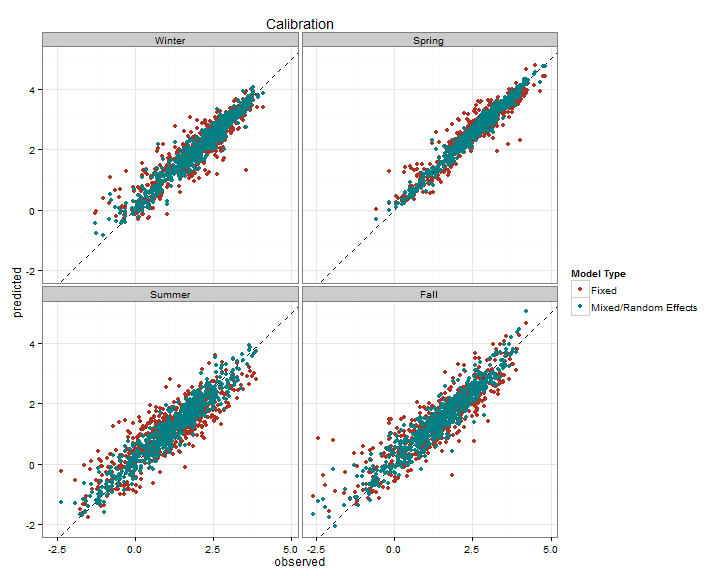 Calibration
Winter
Spring
4
2
0
-2
predicted
Summer
Fall
4
2
0
-2
-2.5
0.0
2.5
5.0
-2.5
0.0
2.5
5.0
observed
Model Type
Fixed
Mixed/Random Effects